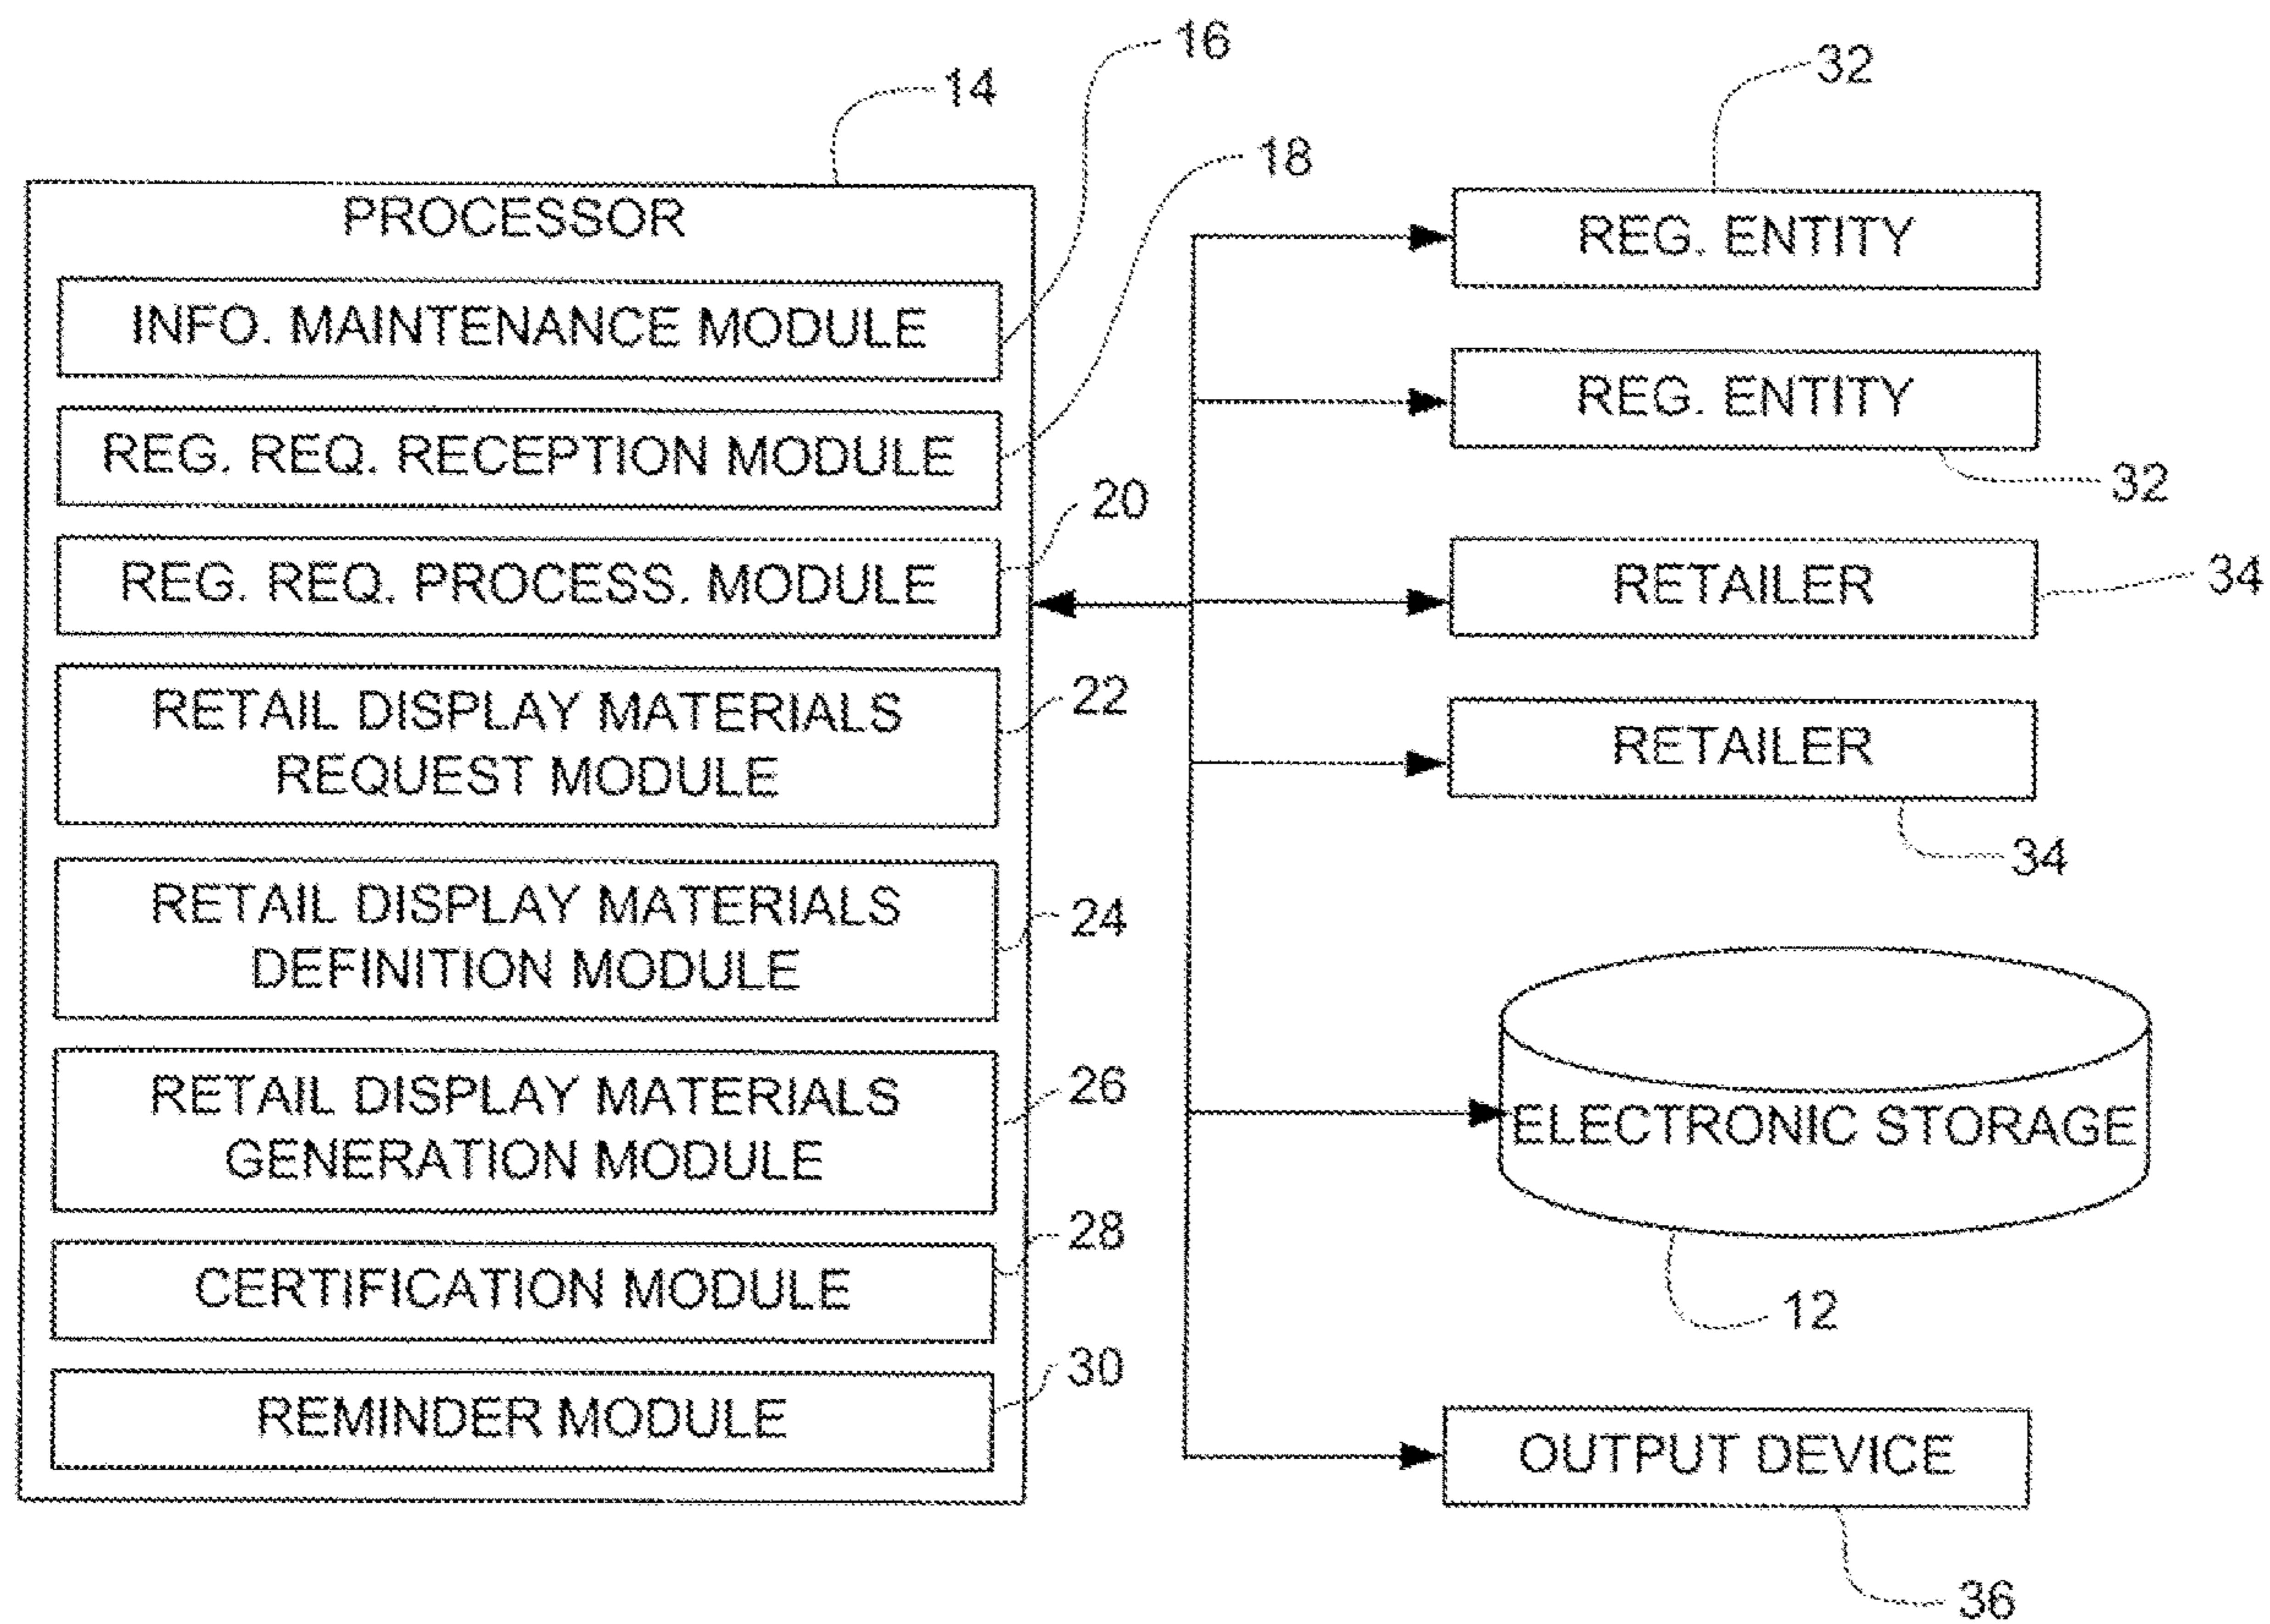 16
14
32
18
PROCESSOR
REG. ENTITY
INFO. MAINTENANCE MODULE
REG. ENTITY
REG. REQ. RECEPTION MODULE
32
20
REG. REQ. PROCESS. MODULE
RETAILER
34
RETAIL DISPLAY MATERIALS
REQUEST MODULE
22
RETAILER
34
RETAIL DISPLAY MATERIALS
DEFINITION MODULE
24
RETAIL DISPLAY MATERIALS
GENERATION MODULE
26
ELECTRONIC STORAGE
28
CERTIFICATION MODULE
12
30
REMINDER MODULE
OUTPUT DEVICE
36